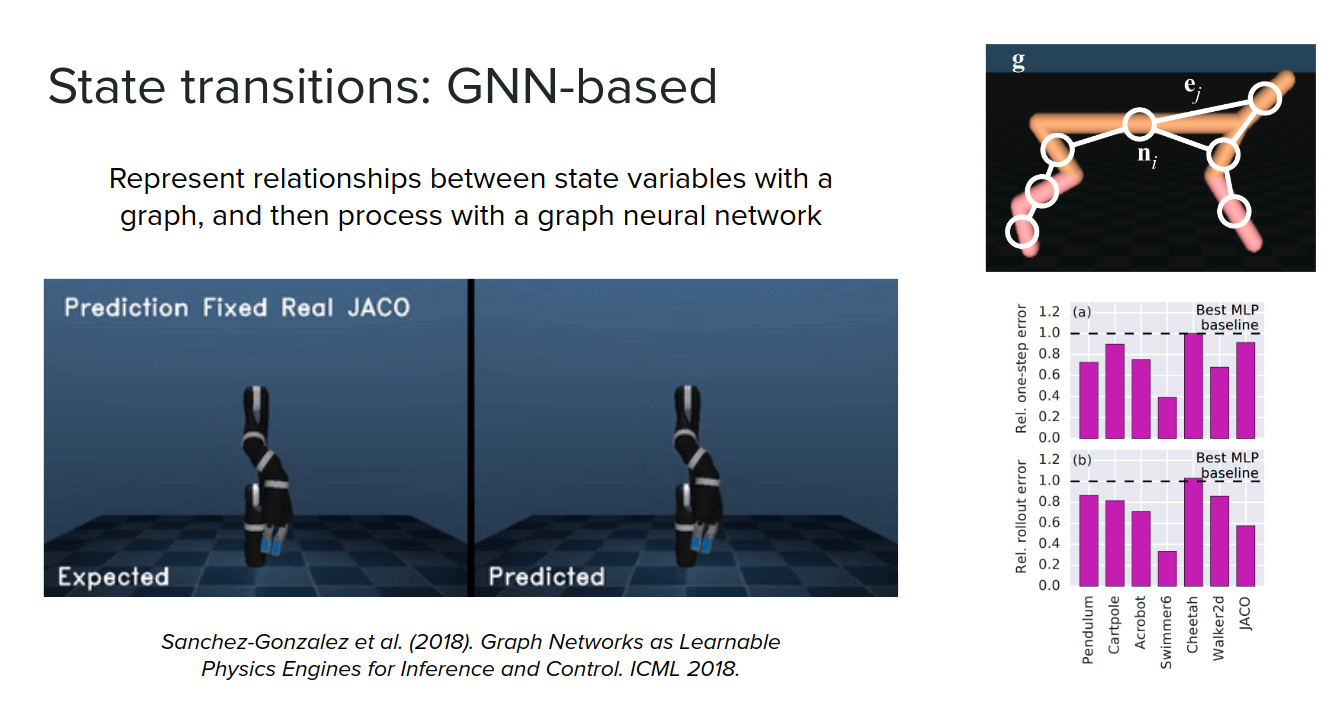 State transitions: GNN-based
Represent relationships between state variables with a
graph, and then process with a graph neural network
Prediction Fixed Real JACO
Expected
Predicted
Sanchez-Gonzalez et al. (2018). Graph Networks as Learnable
Physics Engines for Inference and Control. ICML 2018.
g
e_j
n_i
(a)
Best MLP
baseline
Rel. one-step error
1.2
1.0
0.8
0.6
0.4
0.2
0.0
(b)
Best MLP
baseline
Rel. rollout error
1.2
1.0
0.8
0.6
0.4
0.2
0.0
Pendulum
Cartpole
Acrobot
Swimmer6
Cheetah
Walker2d
JACO